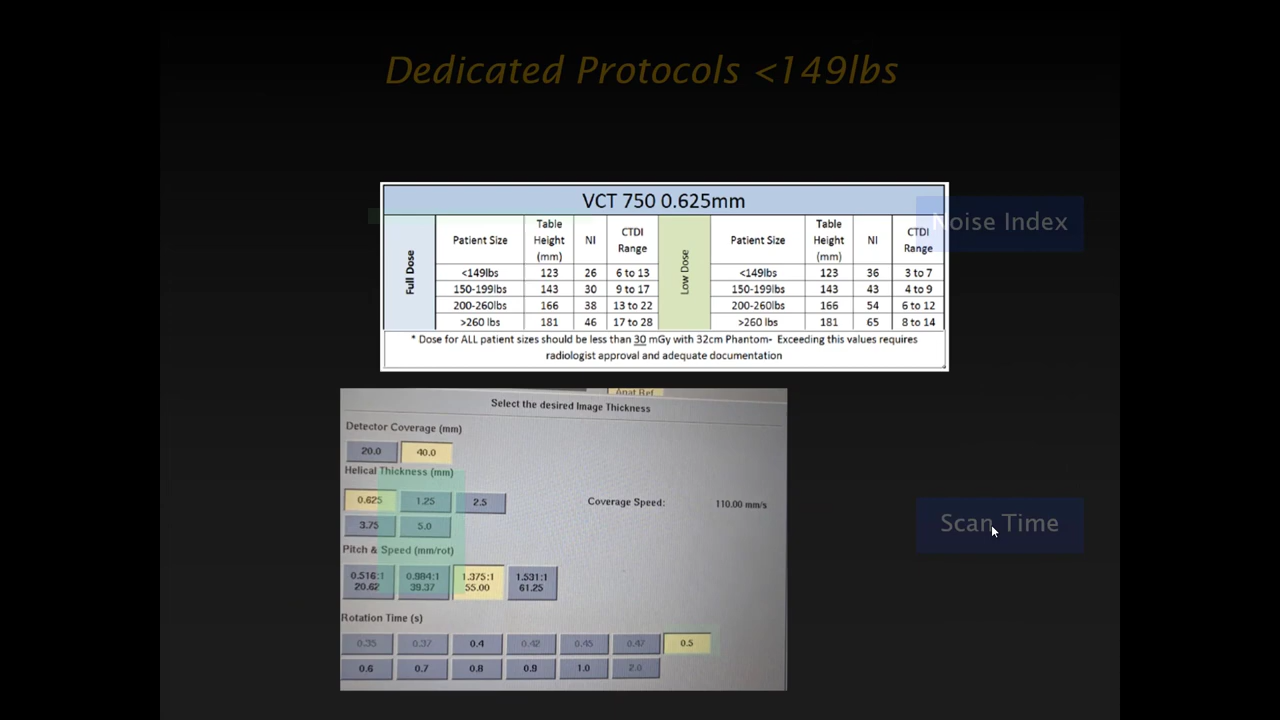 Dedicated Protocols <149lbs
VCT 750 0.625mm
Full Dose
Patient Size Table Height (mm) NI CTDI Range
<149lbs 123 26 6 to 13
150-199lbs 143 30 9 to 17
200-260lbs 166 38 13 to 22
>260 lbs 181 46 17 to 28
Low Dose
Patient Size Table Height (mm) NI CTDI Range
<149lbs 123 36 3 to 7
150-199lbs 143 43 4 to 9
200-260lbs 166 54 6 to 12
>260 lbs 181 65 8 to 14
* Dose for ALL patient sizes should be less than 30 mGy with 32cm Phantom- Exceeding this values requires
radiologist approval and adequate documentation
Noise Index
Anat Ref
Select the desired Image Thickness
Detector Coverage (mm)
20.0 40.0
Helical Thickness (mm)
0.625 1.25 2.5
Coverage Speed: 110.00 mm/s
3.75 5.0
Pitch & Speed (mm/rot)
0.516:1 0.984:1 1.375:1 1.531:1
20.62 39.37 55.00 61.25
Rotation Time (s)
0.35 0.37 0.4 0.42 0.45 0.47 0.5
0.6 0.7 0.8 0.9 1.0 2.0
Scan Time